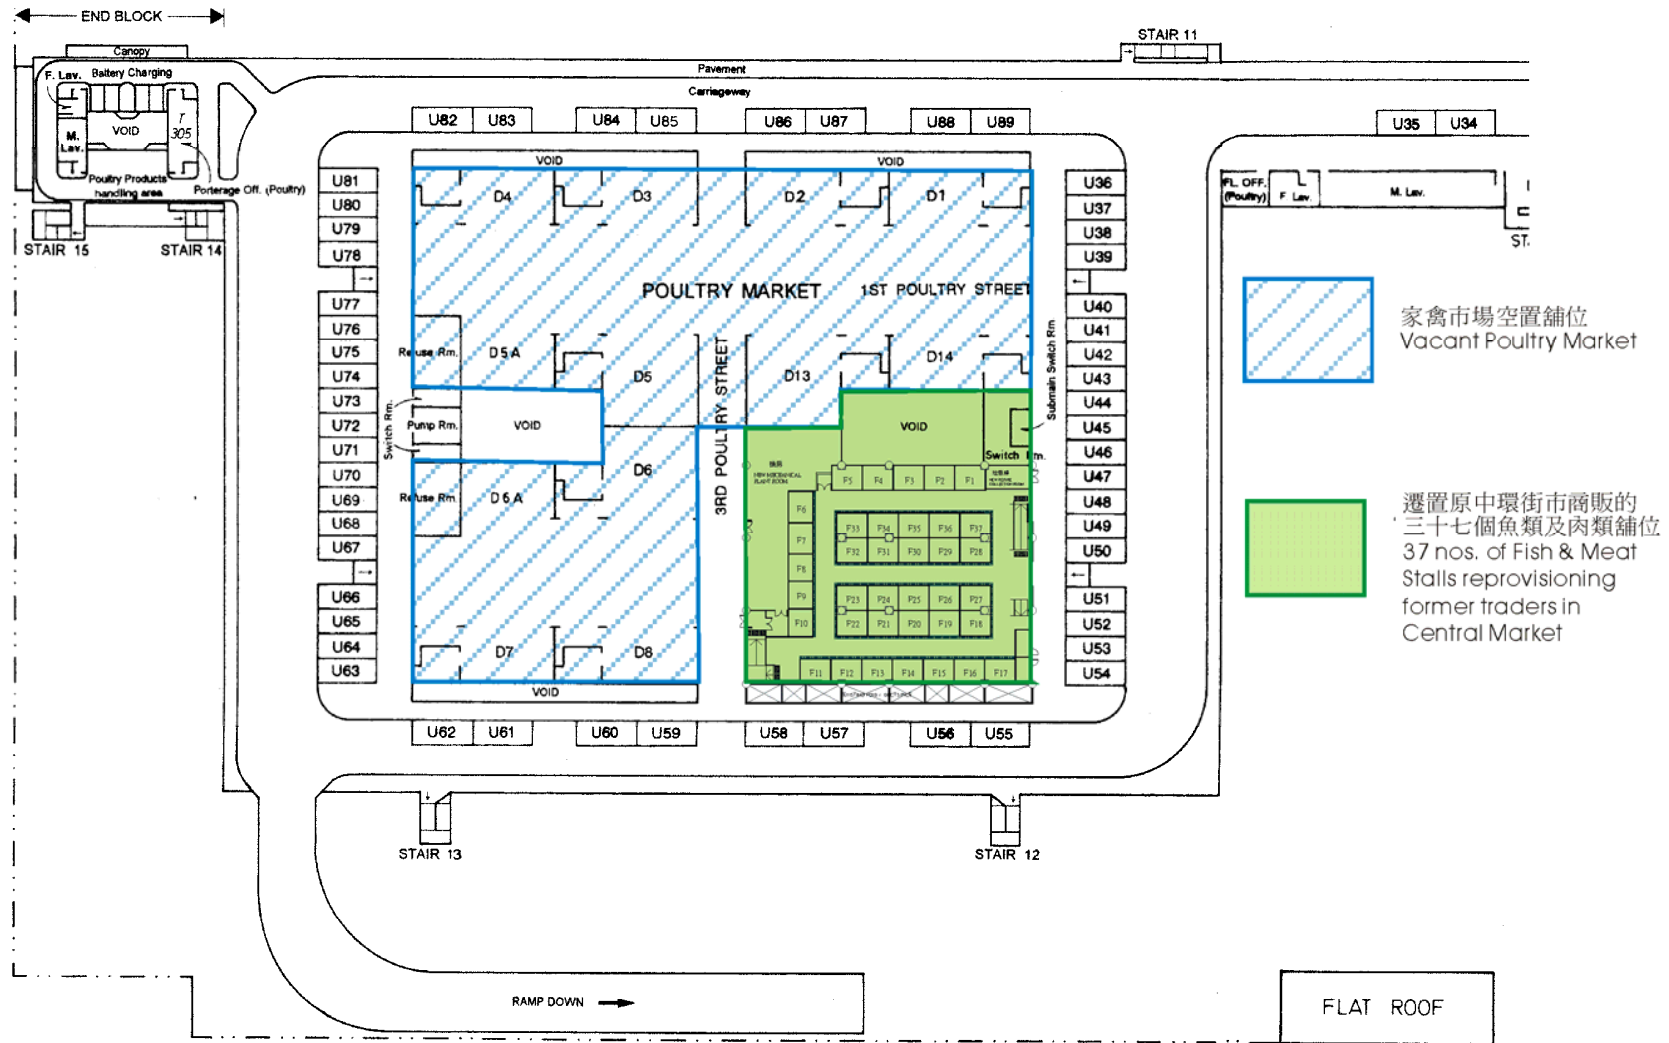 END BLOCK
STAIR 11
Canopy
F. Lav.
Battery Charging
Pavement
Carriageway
VOID
M.
Lav.
T
305
Poultry Products
handling area
Porterage Off. (Poultry)
STAIR 15
STAIR 14
U82 U83 U84 U85 U86 U87 U88 U89
U35 U34
VOID VOID
U81
U80
U79
U78
U77
U76
U75
U74
U73
U72
U71
U70
U69
U68
U67
U66
U65
U64
U63
D4 D3 D2 D1
POULTRY MARKET 1ST POULTRY STREET
Refuse Rm. D5A D5 D13 D14
3RD POULTRY STREET
Switch Rm.
Pump Rm. VOID
VOID
Switch Rm.
Submain Switch Rm.
D6
Refuse Rm. D6A
D7 D8
VOID
機房
NEW MECHANICAL
PLANT ROOM
F5 F4 F3 F2 F1
F6
F7
F8
F9
F10
F33 F34 F35 F36 F37
F32 F31 F30 F29 F28
F23 F24 F25 F26 F27
F22 F21 F20 F19 F18
F11 F12 F13 F14 F15 F16 F17
U36
U37
U38
U39
U40
U41
U42
U43
U44
U45
U46
U47
U48
U49
U50
U51
U52
U53
U54
U62 U61 U60 U59 U58 U57 U56 U55
STAIR 13
STAIR 12
RAMP DOWN
FL. OFF.
(Poultry)
F Lav.
M. Lav.
ST.
家禽市場空置舖位
Vacant Poultry Market
遷置原中環街市商販的
三十七個魚類及肉類舖位
37 nos. of Fish & Meat
Stalls reprovisioning
former traders in
Central Market
FLAT ROOF